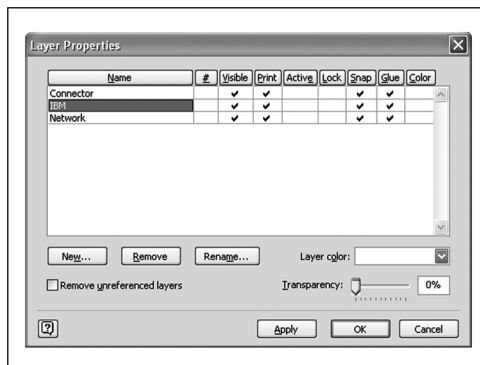 Layer Properties
Name # Visible Print Active Lock Snap Glue Color
Connector
IBM
Network
New... Remove Rename... Layer color:
Remove unreferenced layers Transparency: 0%
Apply OK Cancel